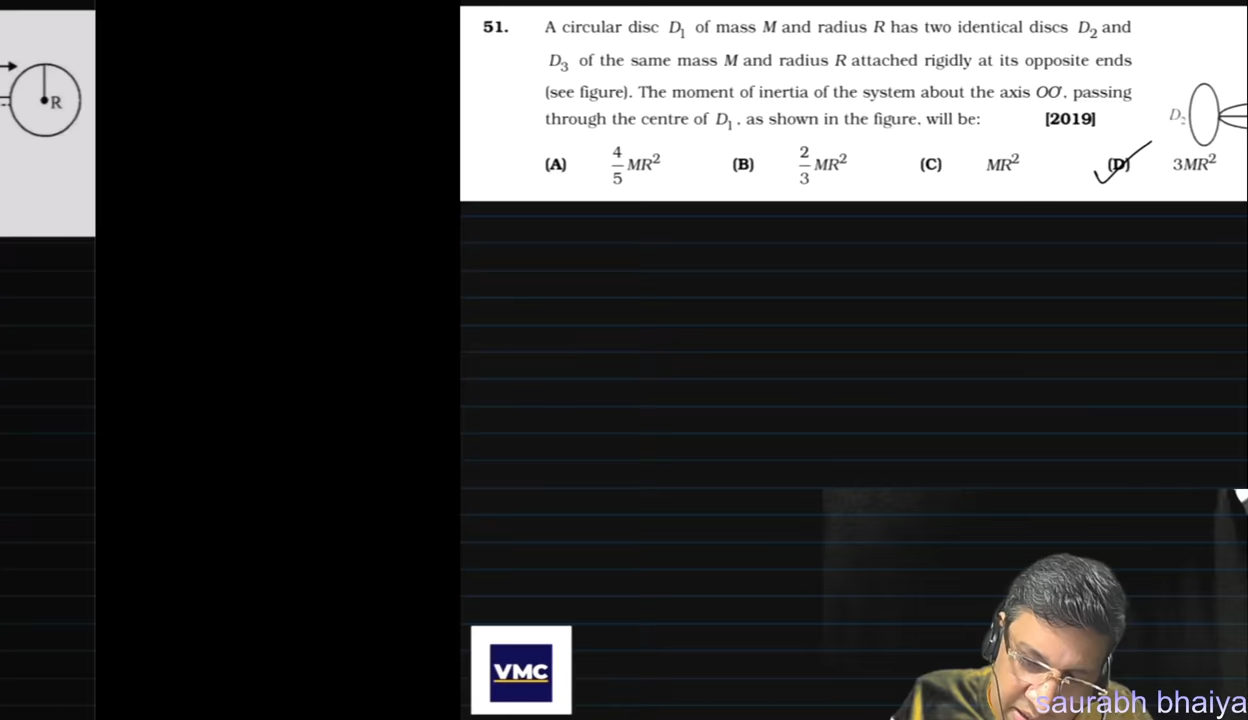 R
51. A circular disc D₁ of mass M and radius R has two identical discs D₂ and
D₃ of the same mass M and radius R attached rigidly at its opposite ends
(see figure). The moment of inertia of the system about the axis OO', passing
through the centre of D₁, as shown in the figure, will be: [2019]
D₂
(A) 4/5 MR² (B) 2/3 MR² (C) MR² (D) 3MR²
VMC
saurabh bhaiya